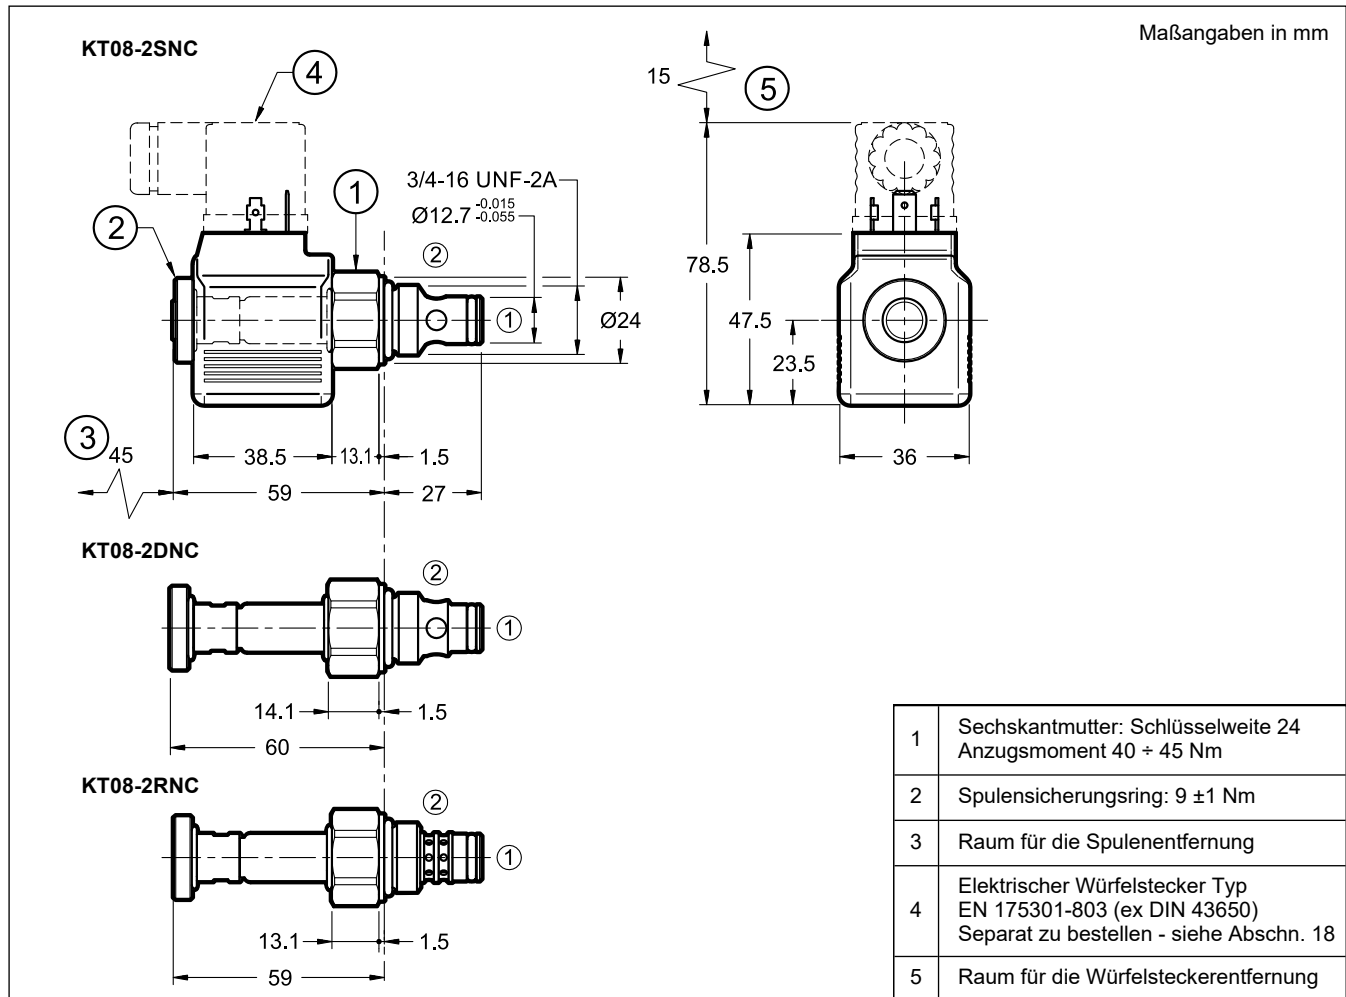 Maßangaben in mm
KT08-2SNC
4
15
5
1
3/4-16 UNF-2A
Ø12.7 -0.015 -0.055
2
2
78.5
1
Ø24
47.5
23.5
3
45
38.5
13.1
1.5
36
59
27
KT08-2DNC
2
1
14.1
1.5
60
KT08-2RNC
2
1
13.1
1.5
59
1
Sechskantmutter: Schlüsselweite 24
Anzugsmoment 40 ÷ 45 Nm
2
Spulensicherungsring: 9 ±1 Nm
3
Raum für die Spulenentfernung
4
Elektrischer Würfelstecker Typ
EN 175301-803 (ex DIN 43650)
Separat zu bestellen - siehe Abschn. 18
5
Raum für die Würfelsteckerentfernung